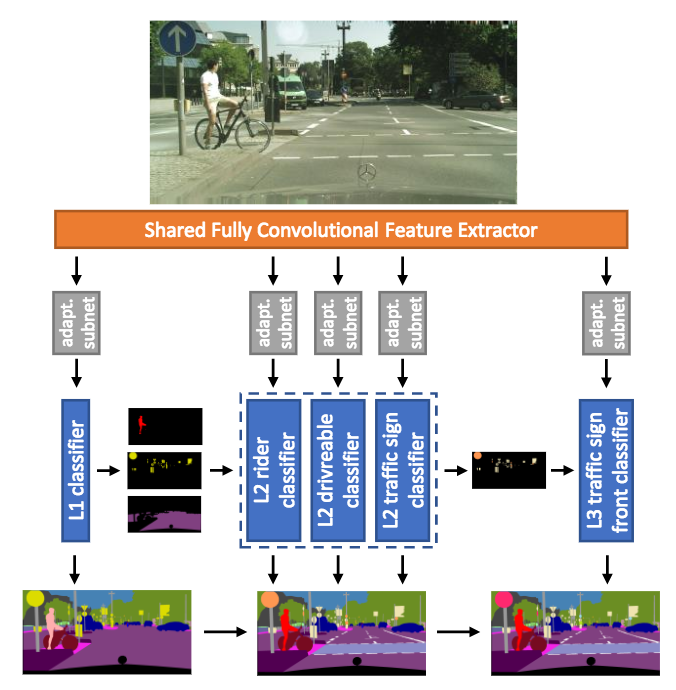 Shared Fully Convolutional Feature Extractor
adapt.
subnet
adapt.
subnet
adapt.
subnet
adapt.
subnet
adapt.
subnet
L1 classifier
L2 rider
classifier
L2 drivreable
classifier
L2 traffic sign
classifier
L3 traffic sign
front classifier